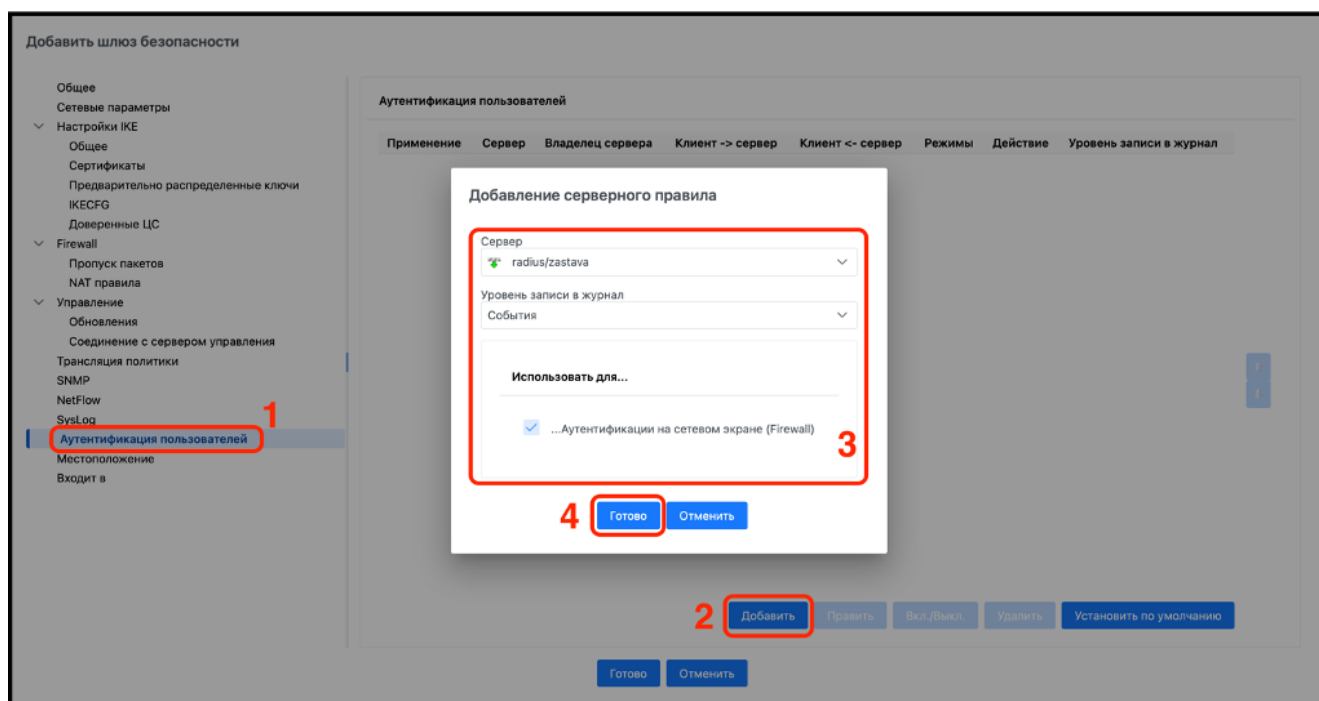 Добавить шлюз безопасности
Общее
Сетевые параметры
Настройки IKE
Общее
Сертификаты
Предварительно распределенные ключи
IKECFG
Доверенные ЦС
Firewall
Пропуск пакетов
NAT правила
Управление
Обновления
Соединение с сервером управления
Трансляция политики
SNMP
NetFlow
SysLog
1
Аутентификация пользователей
Местоположение
Входит в
Аутентификация пользователей
Применение Сервер Владелец сервера Клиент -> сервер Клиент <- сервер Режимы Действие Уровень записи в журнал
Добавление серверного правила
Сервер
radius/zastava
Уровень записи в журнал
События
Использовать для...
...Аутентификации на сетевом экране (Firewall)
3
4 Готово Отменить
2 Добавить Править Вкл./Выкл. Удалить Установить по умолчанию
Готово Отменить